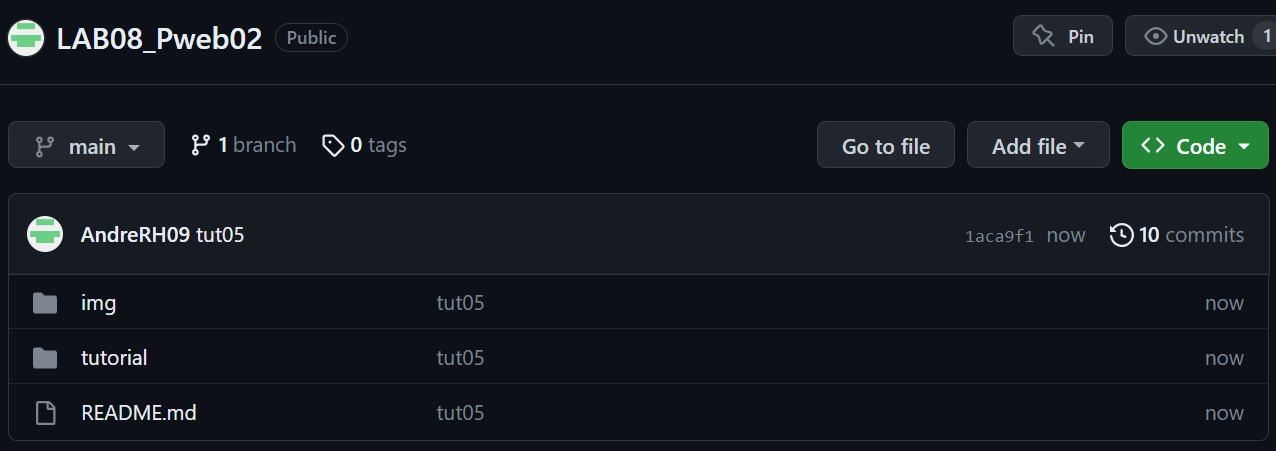 LAB08_Pweb02 Public Pin Unwatch 1
main 1 branch 0 tags Go to file Add file Code
AndreRH09 tut05 1aca9f1 now 10 commits
img tut05 now
tutorial tut05 now
README.md tut05 now